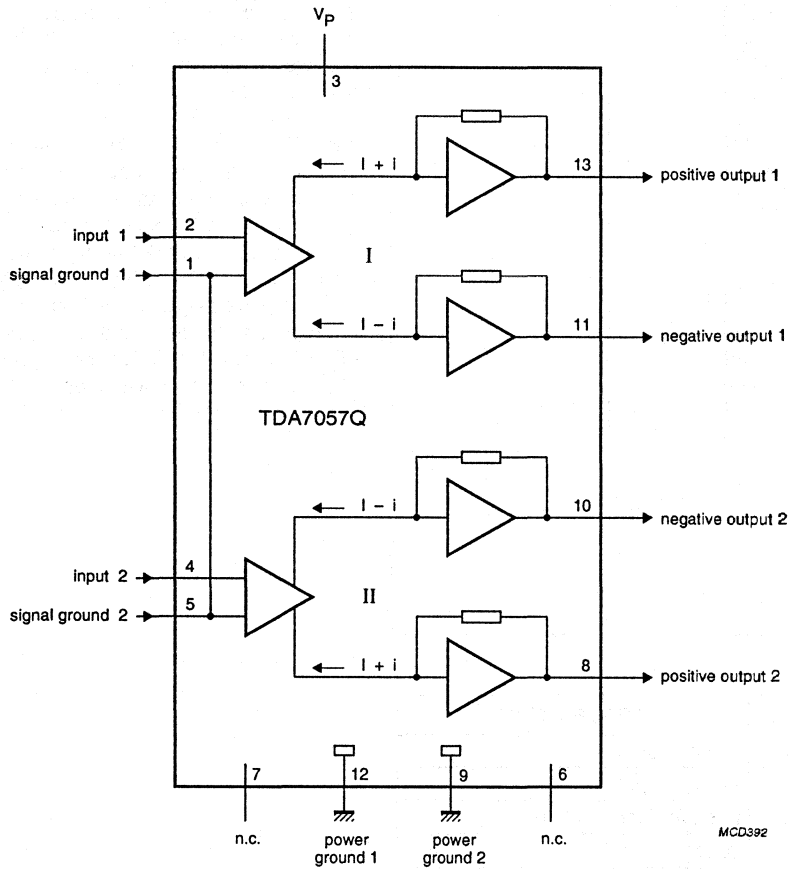 VP
3
I + i
13
positive output 1
input 1
2
signal ground 1
1
I
I – i
11
negative output 1
TDA7057Q
I – i
10
negative output 2
input 2
4
signal ground 2
5
II
I + i
8
positive output 2
7
12
9
6
n.c.
power
ground 1
power
ground 2
n.c.
MCD392